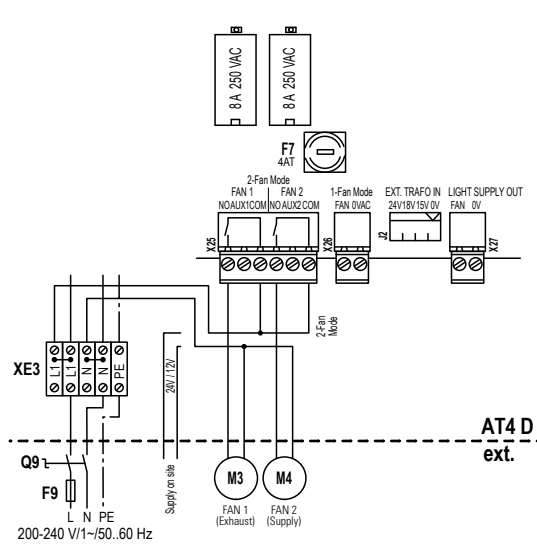 8 A 250 VAC
8 A 250 VAC
F7
4AT
2-Fan Mode
FAN 1 FAN 2
NO AUX1 COM NO AUX2 COM
1-Fan Mode
FAN 0VAC
EXT. TRAFO IN
24V 18V 15V 0V
LIGHT SUPPLY OUT
FAN 0V
X25
X26
J2
X27
2-Fan
Mode
XE3
L1
L1
N
N
PE
24V / 12V
Supply on site
AT4 D
ext.
Q9
F9
L N PE
200-240 V/1~/50..60 Hz
M3
FAN 1
(Exhaust)
M4
FAN 2
(Supply)